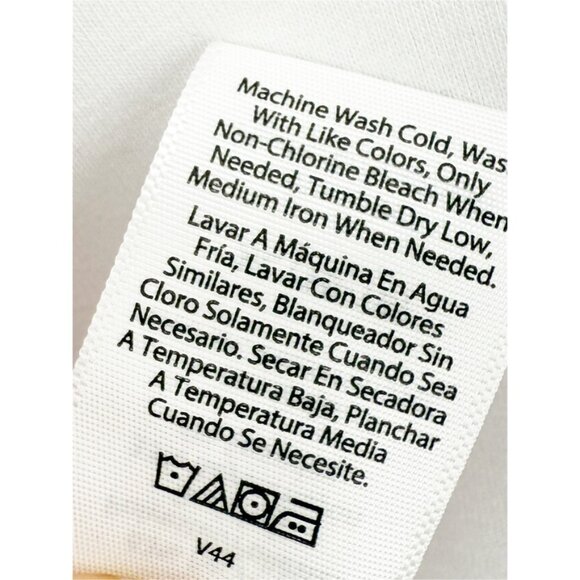 Machine Wash Cold, Was
With Like Colors, Only
Non-Chlorine Bleach When
Needed, Tumble Dry Low,
Medium Iron When Needed.
Lavar A Máquina En Agua
Fría, Lavar Con Colores
Similares, Blanqueador Sin
Cloro Solamente Cuando Sea
Necesario. Secar En Secadora
A Temperatura Baja, Planchar
A Temperatura Media
Cuando Se Necesite.
V44